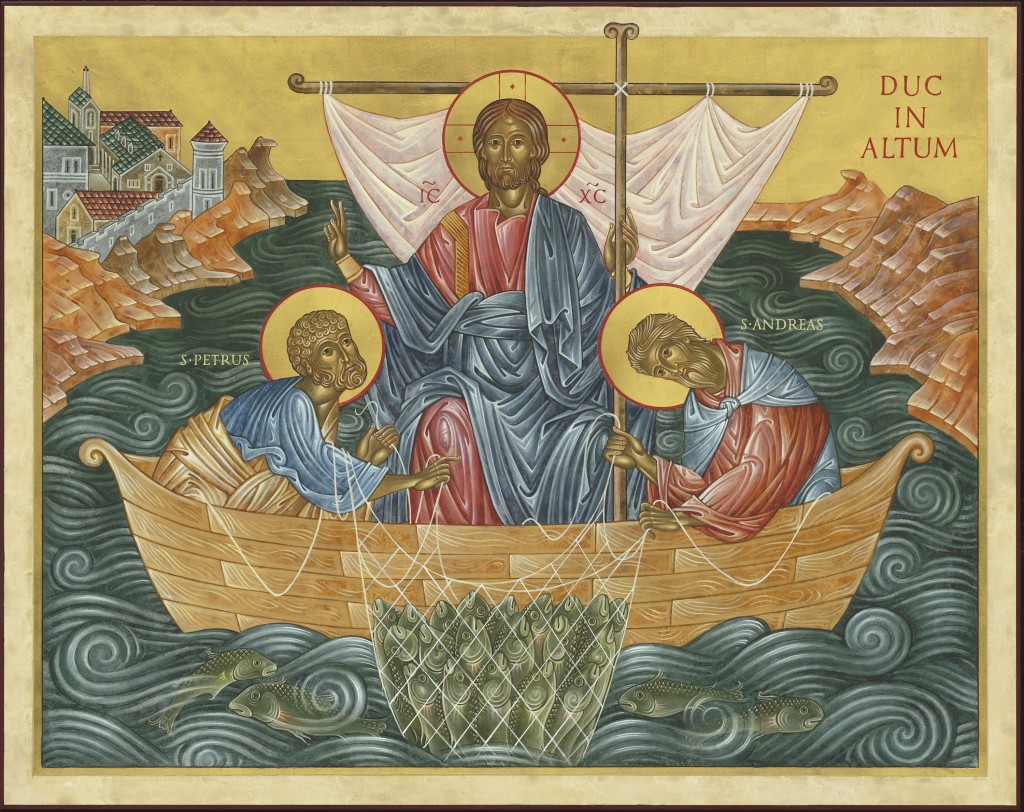 DUC
IN
ALTUM
IC̃ XC̃
S·PETRUS
S·ANDREAS